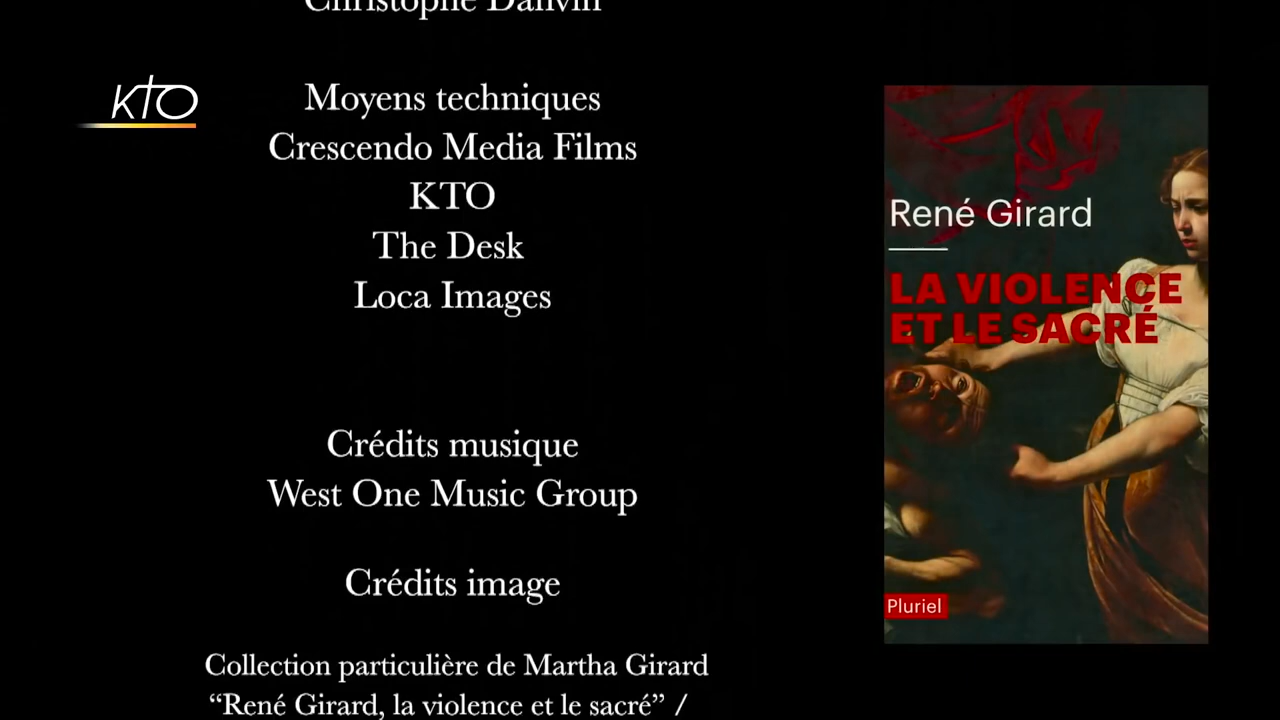 Christophe Danvin
KTO
Moyens techniques
Crescendo Media Films
KTO
The Desk
Loca Images
Crédits musique
West One Music Group
Crédits image
Collection particulière de Martha Girard
“René Girard, la violence et le sacré” /
René Girard
LA VIOLENCE
ET LE SACRÉ
Pluriel